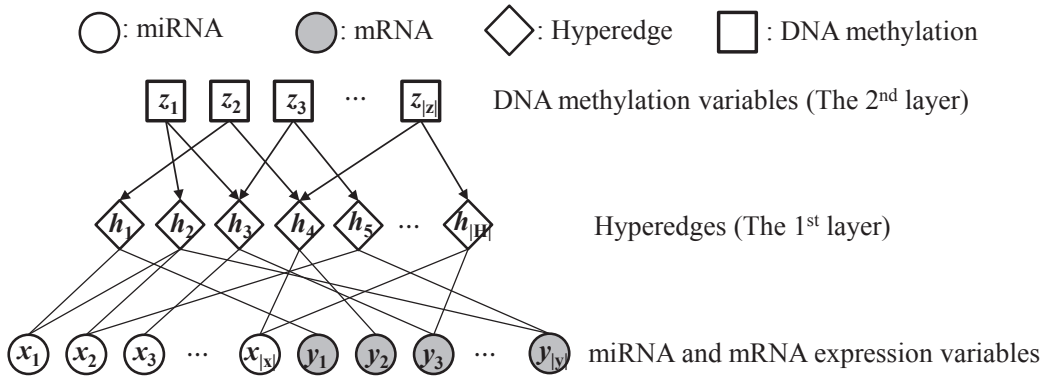 : miRNA : mRNA : Hyperedge : DNA methylation
z1 z2 z3 ... z|z| DNA methylation variables (The 2nd layer)
h1 h2 h3 h4 h5 ... h|H| Hyperedges (The 1st layer)
x1 x2 x3 ... x|x| y1 y2 y3 ... y|y| miRNA and mRNA expression variables